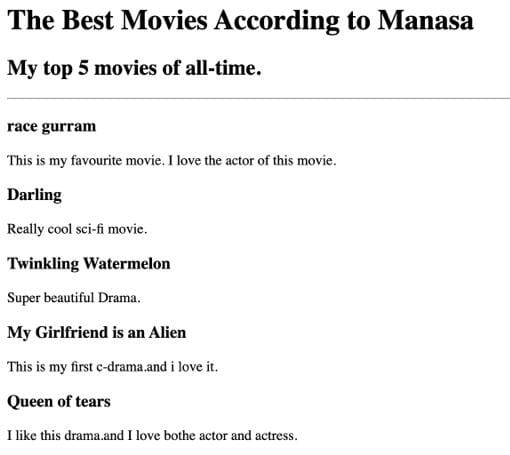 The Best Movies According to Manasa
My top 5 movies of all-time.
race gurram
This is my favourite movie. I love the actor of this movie.
Darling
Really cool sci-fi movie.
Twinkling Watermelon
Super beautiful Drama.
My Girlfriend is an Alien
This is my first c-drama.and i love it.
Queen of tears
I like this drama.and I love bothe actor and actress.